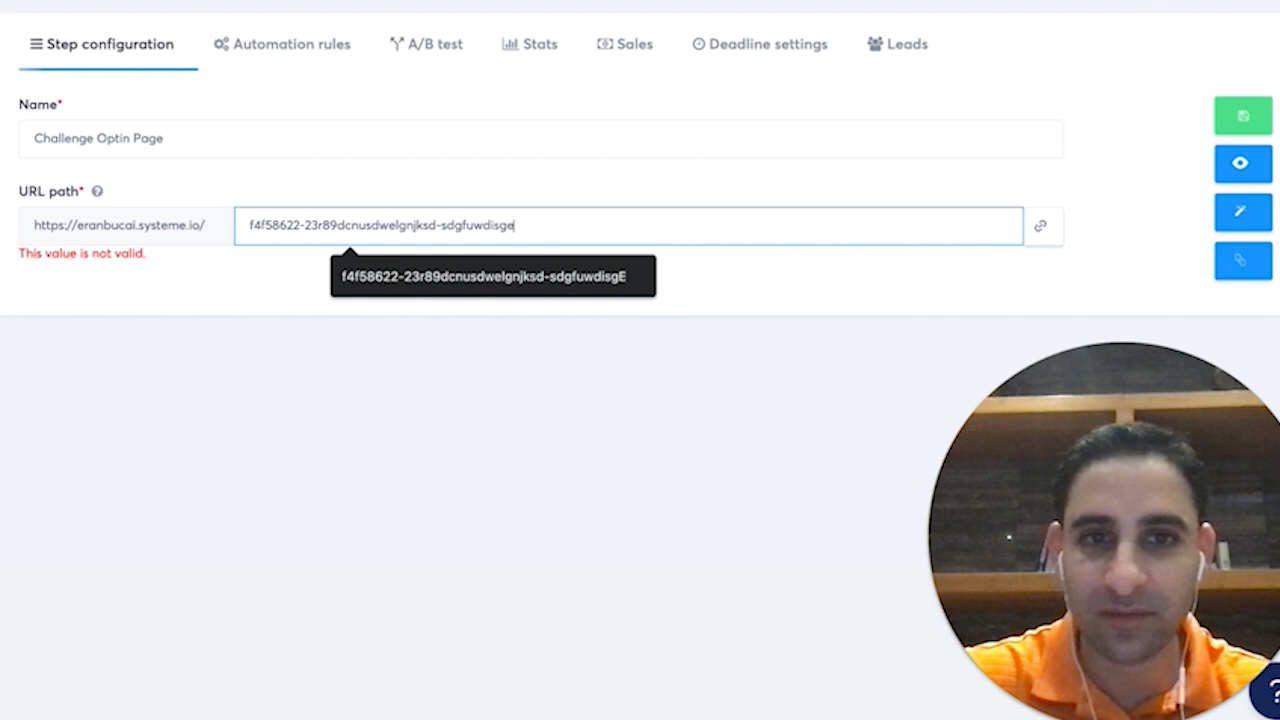 Step configuration Automation rules A/B test Stats Sales Deadline settings Leads
Name*
Challenge Optin Page
URL path* ?
https://eranbucai.systeme.io/ f4f58622-23r89dcnusdwelgnjksd-sdgfuwdisge
This value is not valid.
f4f58622-23r89dcnusdwelgnjksd-sdgfuwdisgE
?